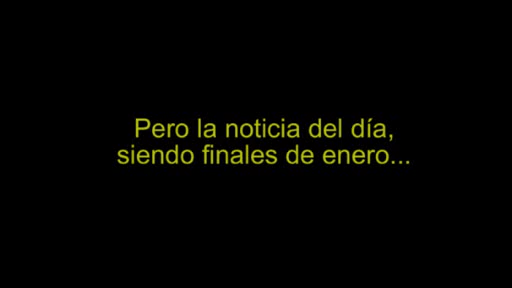 Pero la noticia del día,
siendo finales de enero...